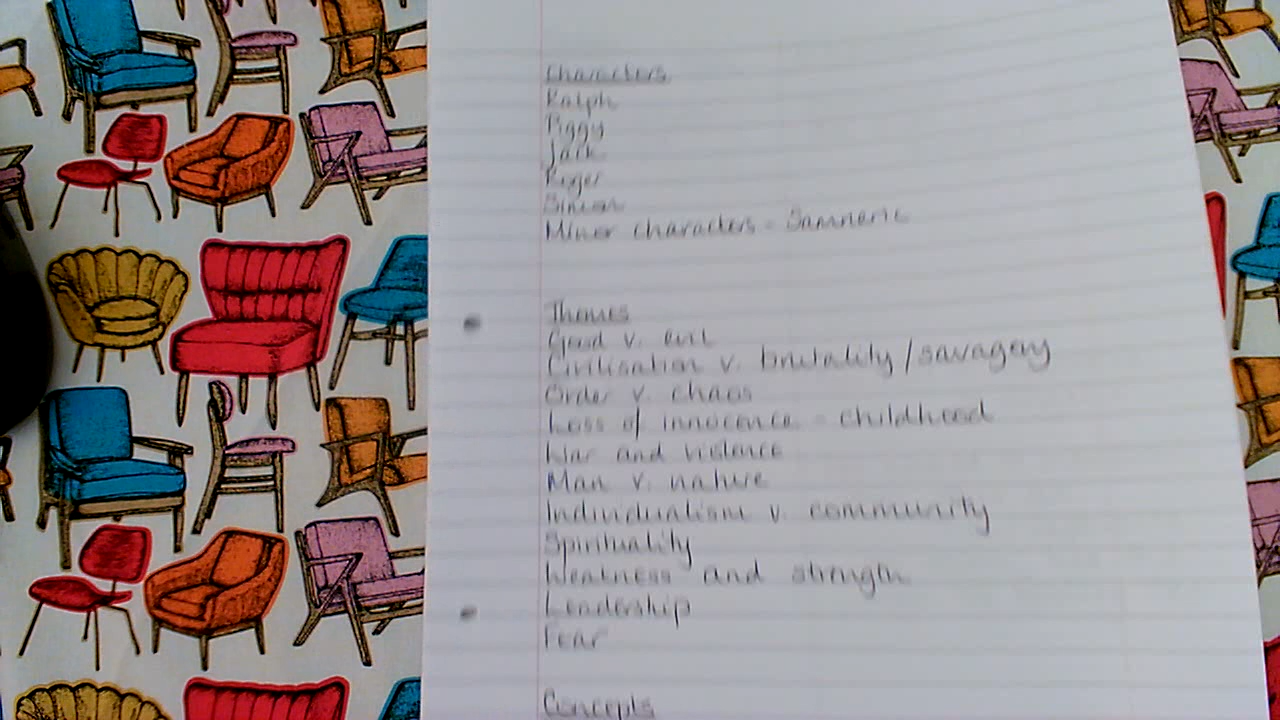 Characters
Ralph
Piggy
Jack
Roger
Simon
Minor characters - Samneric
Themes
Good v. evil
Civilisation v. brutality/savagery
Order v. chaos
Loss of innocence - childhood
War and violence
Man v. nature
Individualism v. community
Spirituality
Weakness and strength
Leadership
Fear
Concepts